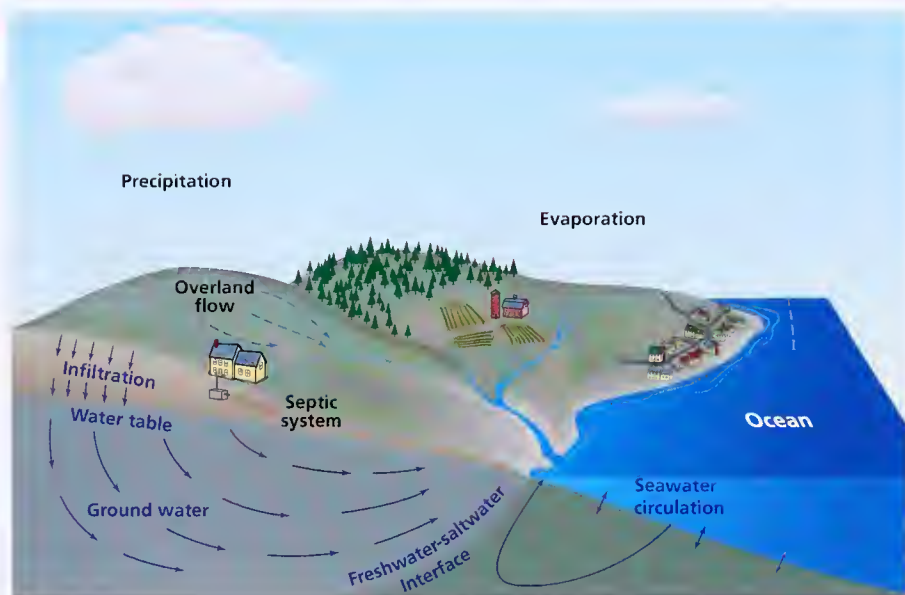 Precipitation
Evaporation
Overland
flow
Infiltration
Septic
system
Water table
Ocean
Ground water
Seawater
circulation
Freshwater-saltwater
Interface